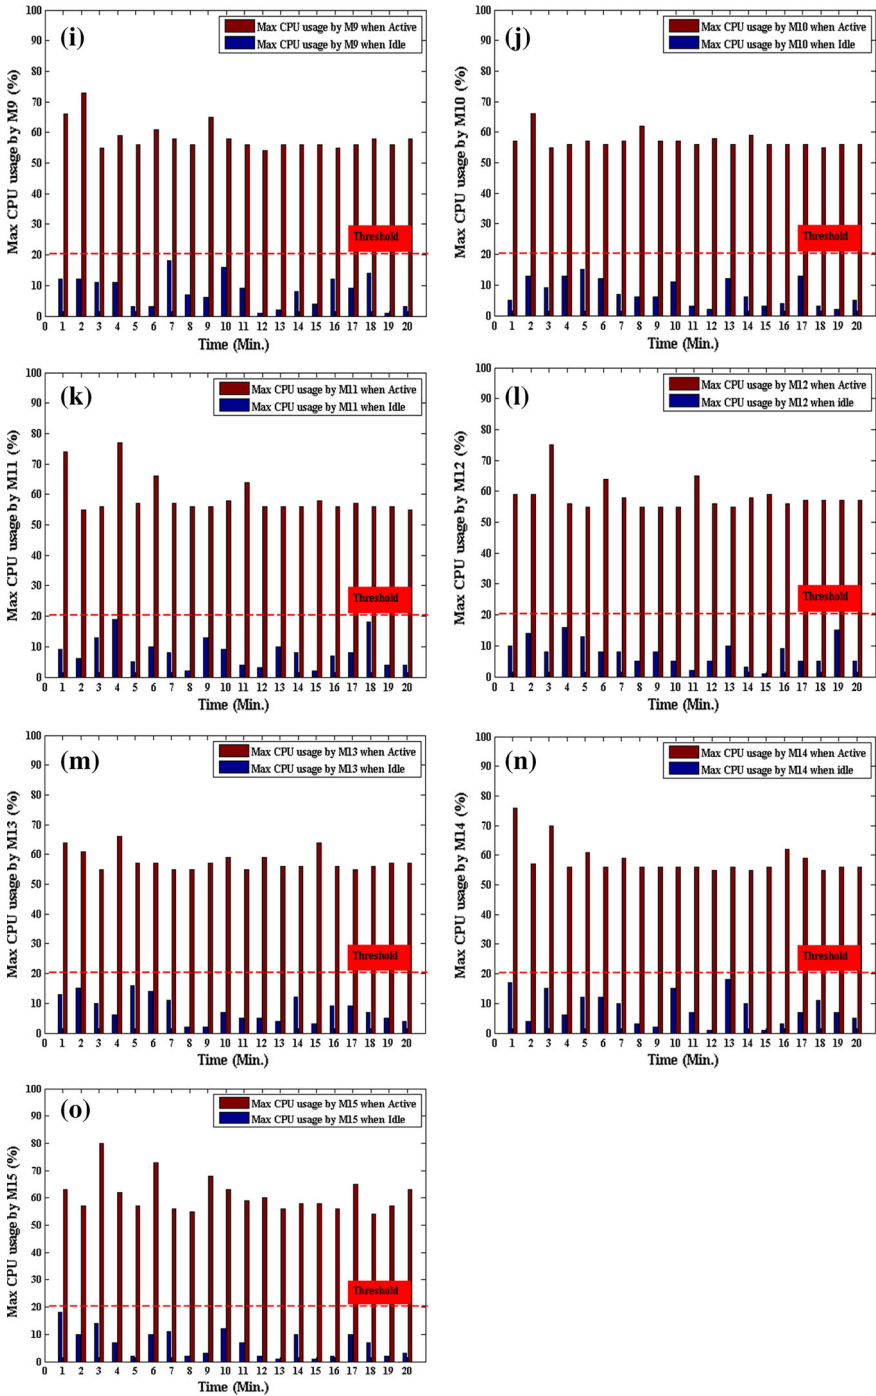 (i)
Max CPU usage by M9 when Active
Max CPU usage by M9 when Idle
Max CPU usage by M9 (%)
100
90
80
70
60
50
40
30
20
10
0
Threshold
0 1 2 3 4 5 6 7 8 9 10 11 12 13 14 15 16 17 18 19 20
Time (Min.)
(j)
Max CPU usage by M10 when Active
Max CPU usage by M10 when Idle
Max CPU usage by M10 (%)
100
90
80
70
60
50
40
30
20
10
0
Threshold
0 1 2 3 4 5 6 7 8 9 10 11 12 13 14 15 16 17 18 19 20
Time (Min.)
(k)
Max CPU usage by M11 when Active
Max CPU usage by M11 when Idle
Max CPU usage by M11 (%)
100
90
80
70
60
50
40
30
20
10
0
Threshold
0 1 2 3 4 5 6 7 8 9 10 11 12 13 14 15 16 17 18 19 20
Time (Min.)
(l)
Max CPU usage by M12 when Active
Max CPU usage by M12 when idle
Max CPU usage by M12 (%)
100
90
80
70
60
50
40
30
20
10
0
Threshold
0 1 2 3 4 5 6 7 8 9 10 11 12 13 14 15 16 17 18 19 20
Time (Min.)
(m)
Max CPU usage by M13 when Active
Max CPU usage by M13 when Idle
Max CPU usage by M13 (%)
100
90
80
70
60
50
40
30
20
10
0
Threshold
0 1 2 3 4 5 6 7 8 9 10 11 12 13 14 15 16 17 18 19 20
Time (Min.)
(n)
Max CPU usage by M14 when Active
Max CPU usage by M14 when idle
Max CPU usage by M14 (%)
100
90
80
70
60
50
40
30
20
10
0
Threshold
0 1 2 3 4 5 6 7 8 9 10 11 12 13 14 15 16 17 18 19 20
Time (Min.)
(o)
Max CPU usage by M15 when Active
Max CPU usage by M15 when Idle
Max CPU usage by M15 (%)
100
90
80
70
60
50
40
30
20
10
0
Threshold
0 1 2 3 4 5 6 7 8 9 10 11 12 13 14 15 16 17 18 19 20
Time (Min.)